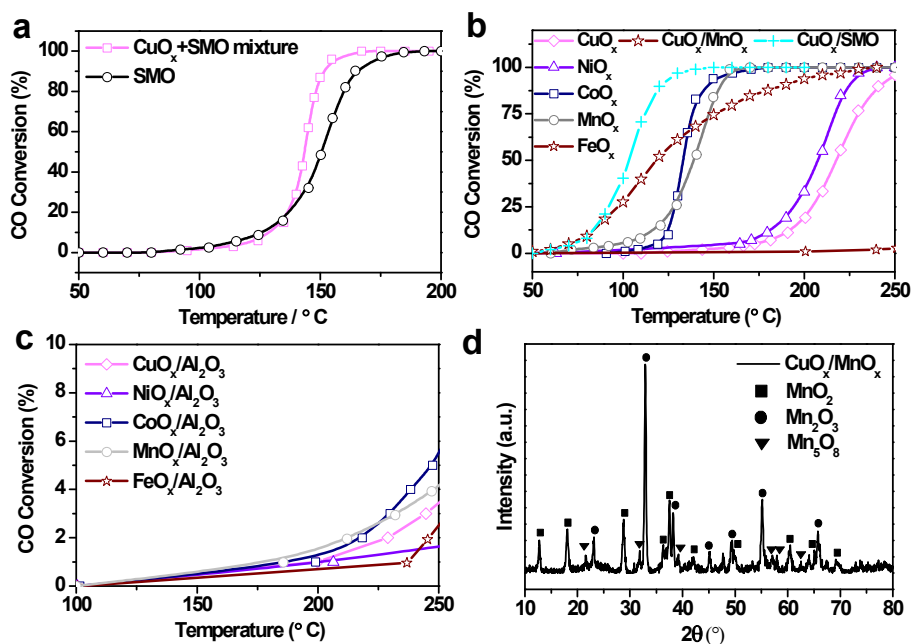 a
CO Conversion (%)
100
80
60
40
20
0
CuOₓ+SMO mixture
SMO
50 100 150 200
Temperature / ° C
b
CO Conversion (%)
100
75
50
25
0
CuOₓ CuOₓ/MnOₓ CuOₓ/SMO
NiOₓ
CoOₓ
MnOₓ
FeOₓ
50 100 150 200 250
Temperature (° C)
c
CO Conversion (%)
10
8
6
4
2
0
CuOₓ/Al₂O₃
NiOₓ/Al₂O₃
CoOₓ/Al₂O₃
MnOₓ/Al₂O₃
FeOₓ/Al₂O₃
100 150 200 250
Temperature (° C)
d
Intensity (a.u.)
CuOₓ/MnOₓ
MnO₂
Mn₂O₃
Mn₅O₈
10 20 30 40 50 60 70 80
2θ (°)